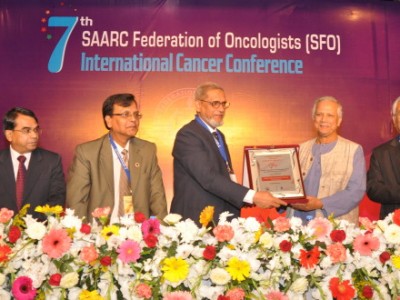 7th
SAARC Federation of Oncologists (SFO)
International Cancer Conference